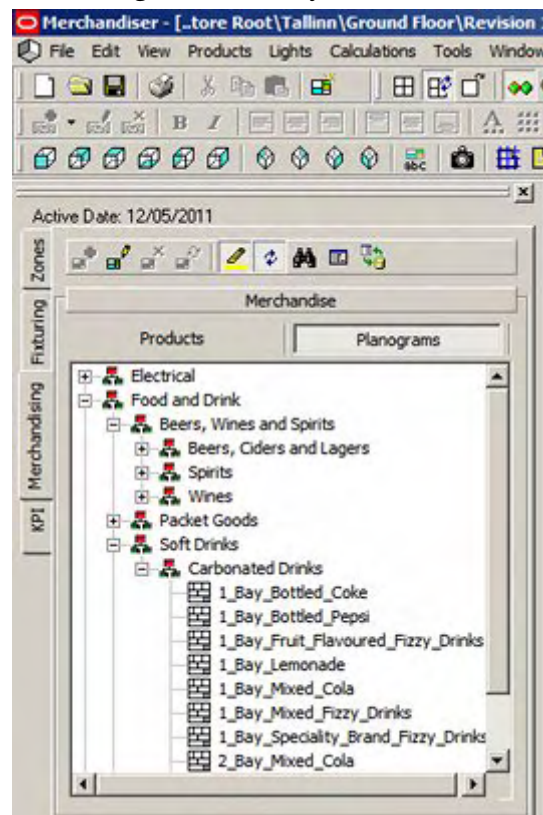 Merchandiser - [..tore Root\Tallinn\Ground Floor\Revision
File Edit View Products Lights Calculations Tools Window
B I A
abc
Active Date: 12/05/2011
Zones
Fixturing
Merchandising
KPI
Merchandise
Products Planograms
Electrical
Food and Drink
Beers, Wines and Spirits
Beers, Ciders and Lagers
Spirits
Wines
Packet Goods
Soft Drinks
Carbonated Drinks
1_Bay_Bottled_Coke
1_Bay_Bottled_Pepsi
1_Bay_Fruit_Flavoured_Fizzy_Drinks
1_Bay_Lemonade
1_Bay_Mixed_Cola
1_Bay_Mixed_Fizzy_Drinks
1_Bay_Speciality_Brand_Fizzy_Drinks
2_Bay_Mixed_Cola